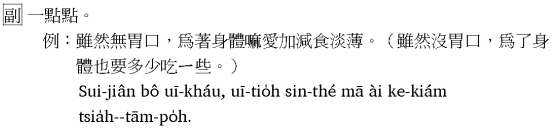 副 一點點。
例：雖然無胃口，為著身體嘛愛加減食淡薄。（雖然沒胃口，為了身
體也要多少吃一些。）
Sui-jiân bô uī-kháu, uī-tio̍h sin-thé mā ài ke-kiám
tsia̍h--tām-po̍h.